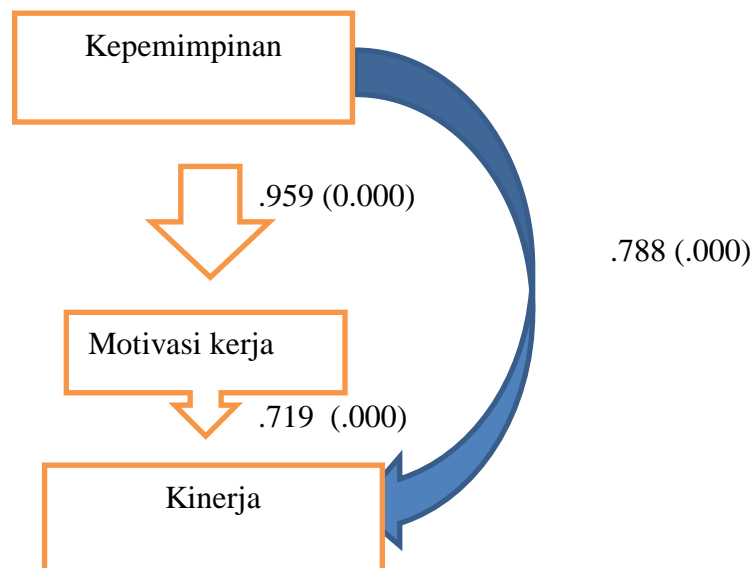 Kepemimpinan
.959 (0.000)
.788 (.000)
Motivasi kerja
.719 (.000)
Kinerja